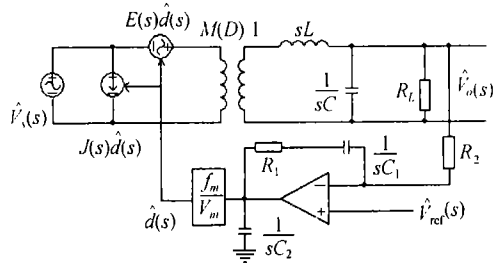 E(s)d̂(s)
M(D) 1
sL
V̂s(s)
J(s)d̂(s)
1/sC
RL
V̂o(s)
R1
1/sC1
R2
fm/Vm
d̂(s)
−
+
V̂ref(s)
1/sC2